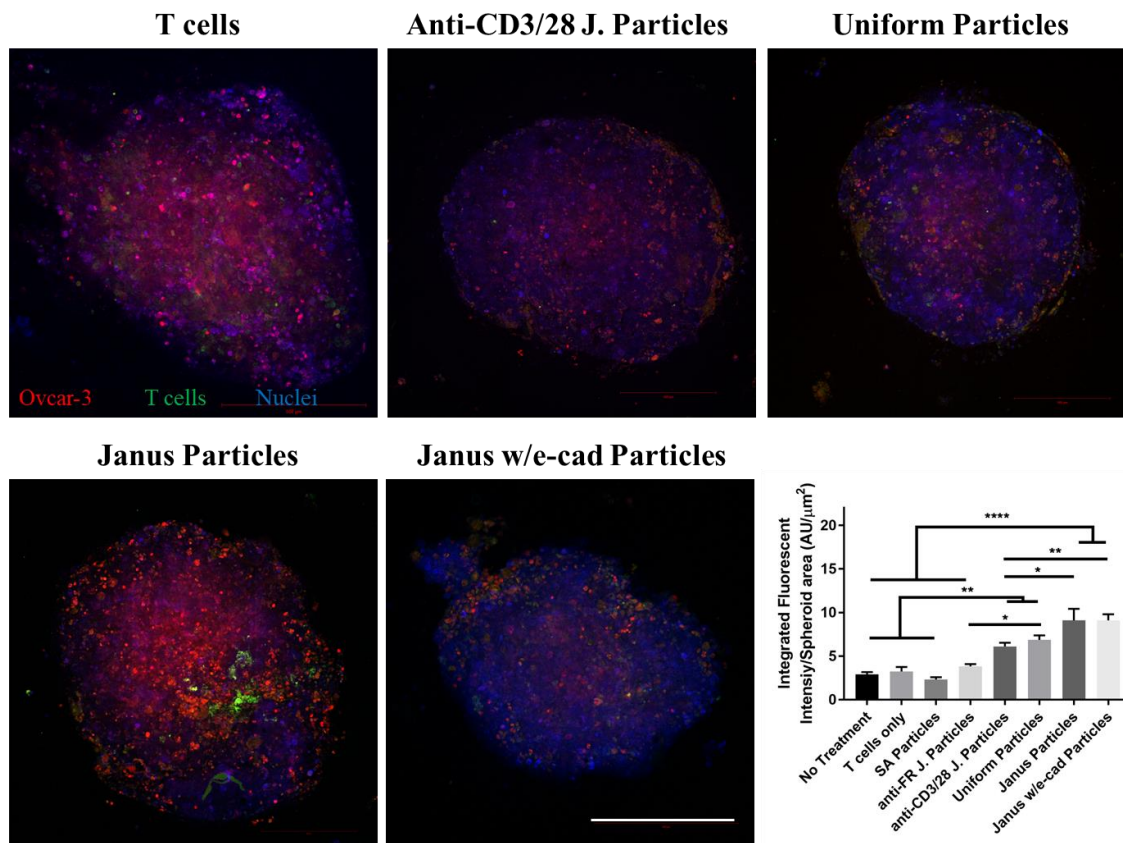 T cells
Anti-CD3/28 J. Particles
Uniform Particles
Ovcar-3
T cells
Nuclei
Janus Particles
Janus w/e-cad Particles
Integrated Fluorescent
Intensiy/Spheroid area (AU/µm²)
20
15
10
5
0
****
**
*
**
*
No Treatment
T cells only
SA Particles
anti-FR J. Particles
anti-CD3/28 J. Particles
Uniform Particles
Janus Particles
Janus w/e-cad Particles